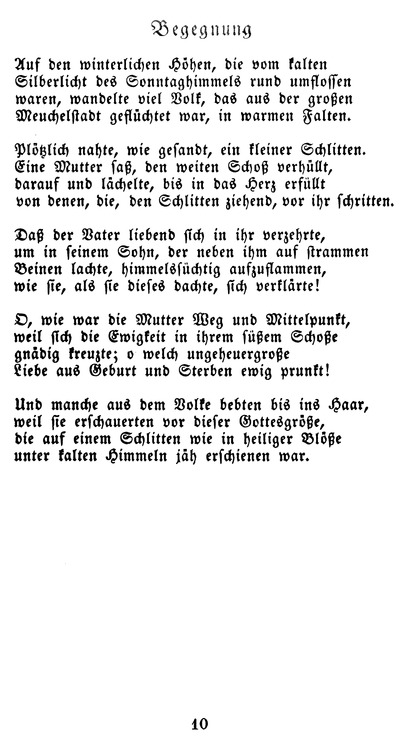 Begegnung
Auf den winterlichen Höhen, die vom kalten
Silberlicht des Sonntaghimmels rund umflossen
waren, wandelte viel Volk, das aus der großen
Meuchelstadt geflüchtet war, in warmen Falten.
Plötzlich nahte, wie gesandt, ein kleiner Schlitten.
Eine Mutter saß, den weiten Schoß verhüllt,
darauf und lächelte, bis in das Herz erfüllt
von denen, die, den Schlitten ziehend, vor ihr schritten.
Daß der Vater liebend sich in ihr verzehrte,
um in seinem Sohn, der neben ihm auf strammen
Beinen lachte, himmelssüchtig aufzuflammen,
wie sie, als sie dieses dachte, sich verklärte!
O, wie war die Mutter Weg und Mittelpunkt,
weil sich die Ewigkeit in ihrem süßem Schoße
gnädig kreuzte; o welch ungeheuergroße
Liebe aus Geburt und Sterben ewig prunkt!
Und manche aus dem Volke bebten bis ins Haar,
weil sie erschauerten vor dieser Gottesgröße,
die auf einem Schlitten wie in heiliger Blöße
unter kalten Himmeln jäh erschienen war.
10